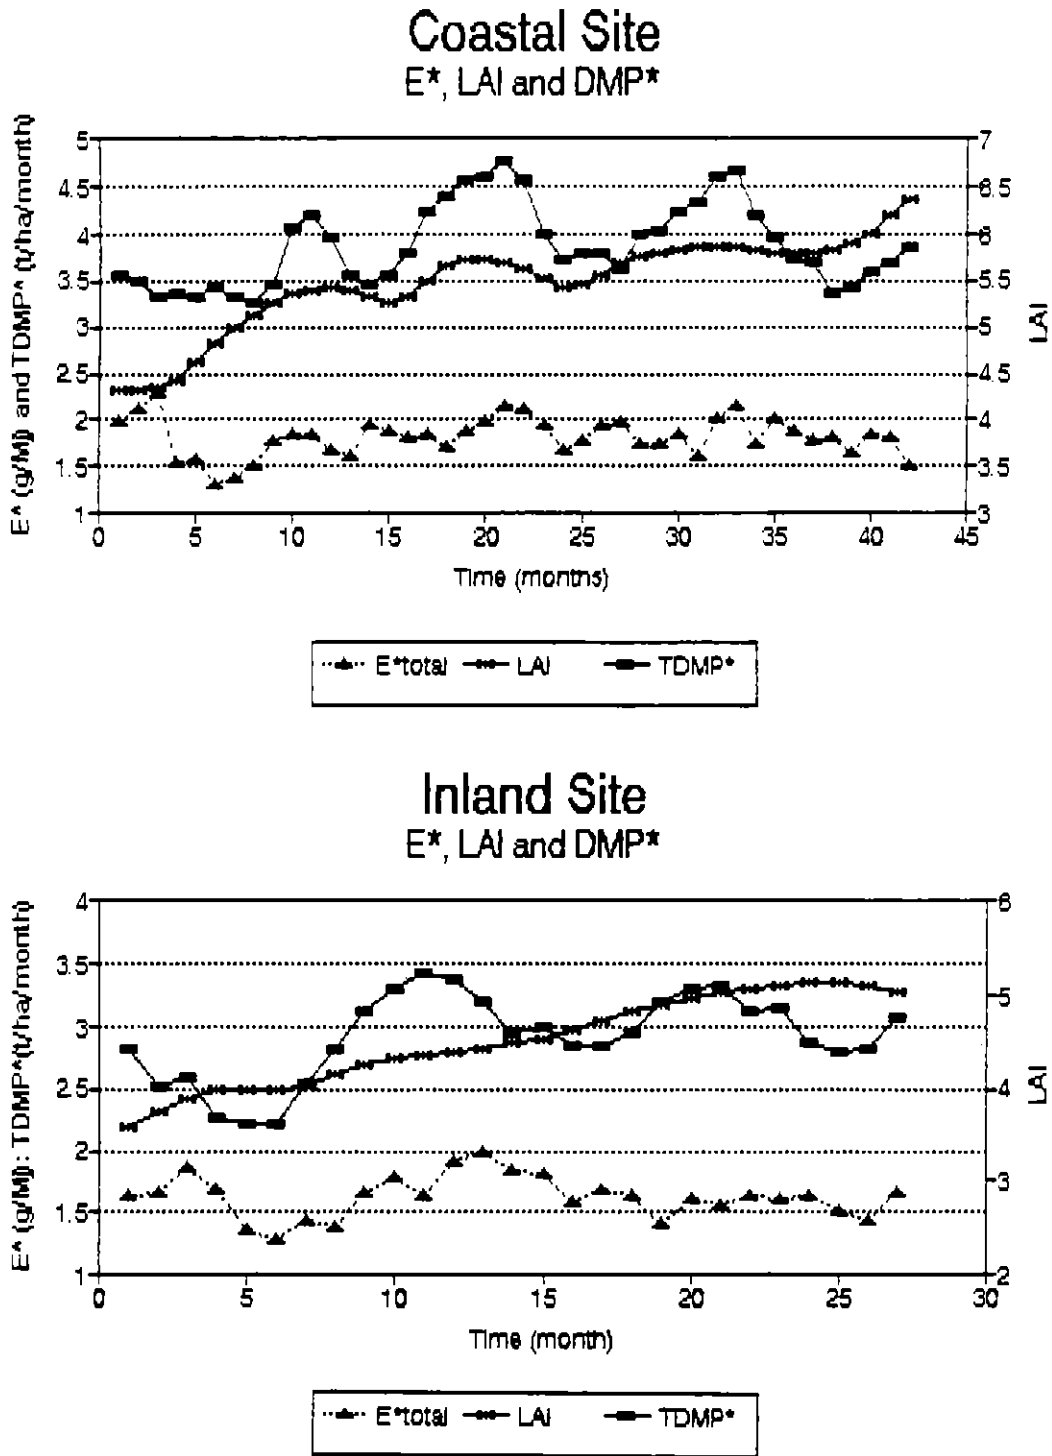 Coastal Site
E*, LAI and DMP*
E* (g/MJ) and TDMP* (t/ha/month)
5
4.5
4
3.5
3
2.5
2
1.5
1
7
6.5
6
5.5
5
4.5
4
3.5
3
LAI
0 5 10 15 20 25 30 35 40 45
Time (months)
E*total LAI TDMP*
Inland Site
E*, LAI and DMP*
E* (g/MJ) : TDMP*(t/ha/month)
4
3.5
3
2.5
2
1.5
1
6
5
4
3
2
LAI
0 5 10 15 20 25 30
Time (month)
E*total LAI TDMP*